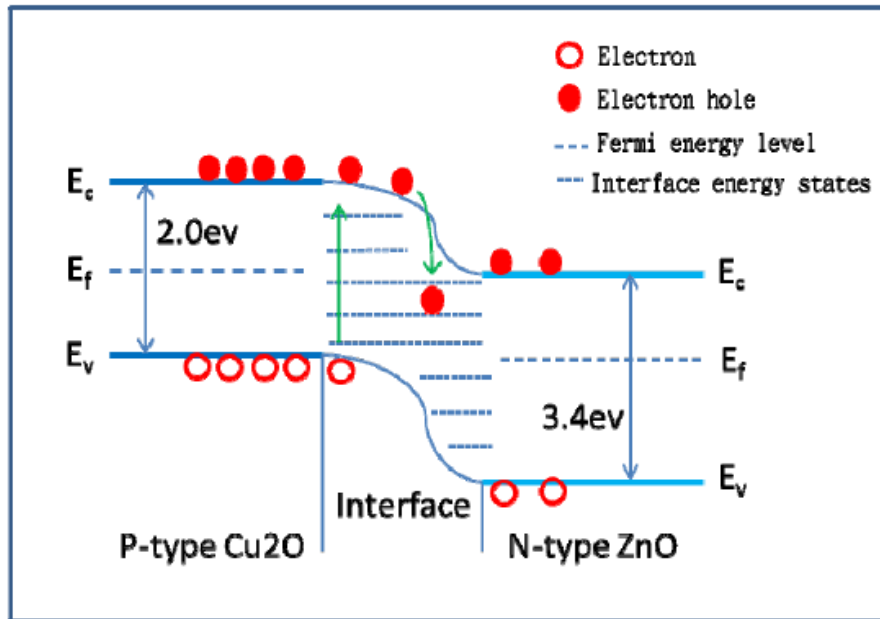 Electron
Electron hole
Fermi energy level
Interface energy states
Ec
2.0ev
Ef
Ev
Ec
Ef
3.4ev
Ev
Interface
P-type Cu2O
N-type ZnO